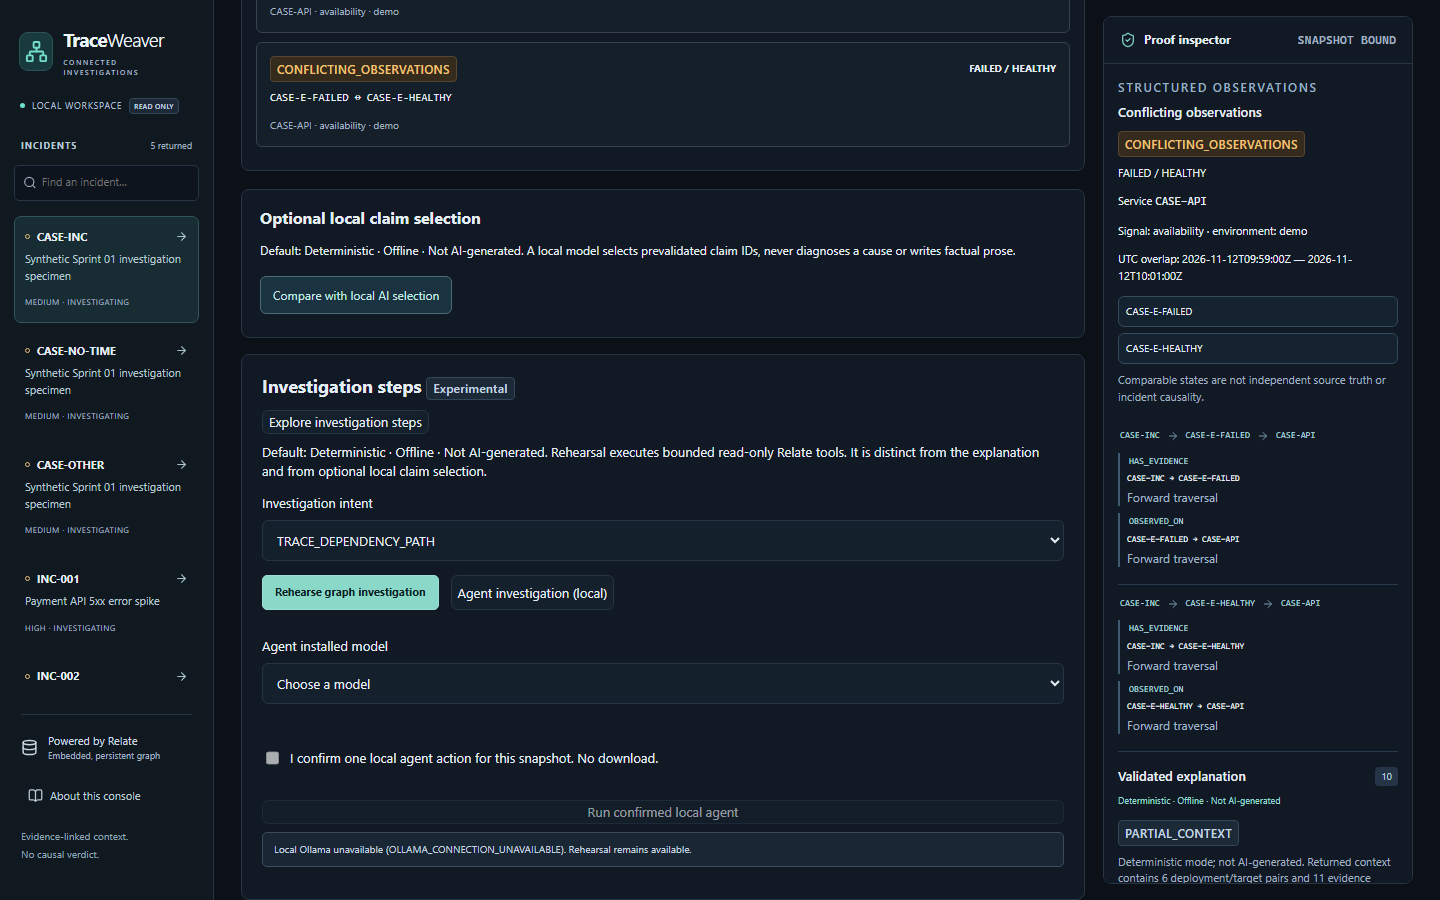 TraceWeaver
CONNECTED
INVESTIGATIONS
LOCAL WORKSPACE READ ONLY
INCIDENTS 5 returned
Find an incident...
CASE-INC
Synthetic Sprint 01 investigation
specimen
MEDIUM · INVESTIGATING
CASE-NO-TIME
Synthetic Sprint 01 investigation
specimen
MEDIUM · INVESTIGATING
CASE-OTHER
Synthetic Sprint 01 investigation
specimen
MEDIUM · INVESTIGATING
INC-001
Payment API 5xx error spike
HIGH · INVESTIGATING
INC-002
Powered by Relate
Embedded, persistent graph
About this console
Evidence-linked context.
No causal verdict.
CASE-API · availability · demo
CONFLICTING_OBSERVATIONS FAILED / HEALTHY
CASE-E-FAILED ↔ CASE-E-HEALTHY
CASE-API · availability · demo
Optional local claim selection
Default: Deterministic · Offline · Not AI-generated. A local model selects prevalidated claim IDs, never diagnoses a cause or writes factual prose.
Compare with local AI selection
Investigation steps Experimental
Explore investigation steps
Default: Deterministic · Offline · Not AI-generated. Rehearsal executes bounded read-only Relate tools. It is distinct from the explanation
and from optional local claim selection.
Investigation intent
TRACE_DEPENDENCY_PATH
Rehearse graph investigation Agent investigation (local)
Agent installed model
Choose a model
I confirm one local agent action for this snapshot. No download.
Run confirmed local agent
Local Ollama unavailable (OLLAMA_CONNECTION_UNAVAILABLE). Rehearsal remains available.
Proof inspector SNAPSHOT BOUND
STRUCTURED OBSERVATIONS
Conflicting observations
CONFLICTING_OBSERVATIONS
FAILED / HEALTHY
Service CASE-API
Signal: availability · environment: demo
UTC overlap: 2026-11-12T09:59:00Z — 2026-11-
12T10:01:00Z
CASE-E-FAILED
CASE-E-HEALTHY
Comparable states are not independent source truth or
incident causality.
CASE-INC → CASE-E-FAILED → CASE-API
HAS_EVIDENCE
CASE-INC → CASE-E-FAILED
Forward traversal
OBSERVED_ON
CASE-E-FAILED → CASE-API
Forward traversal
CASE-INC → CASE-E-HEALTHY → CASE-API
HAS_EVIDENCE
CASE-INC → CASE-E-HEALTHY
Forward traversal
OBSERVED_ON
CASE-E-HEALTHY → CASE-API
Forward traversal
Validated explanation 10
Deterministic · Offline · Not AI-generated
PARTIAL_CONTEXT
Deterministic mode; not AI-generated. Returned context
contains 6 deployment/target pairs and 11 evidence